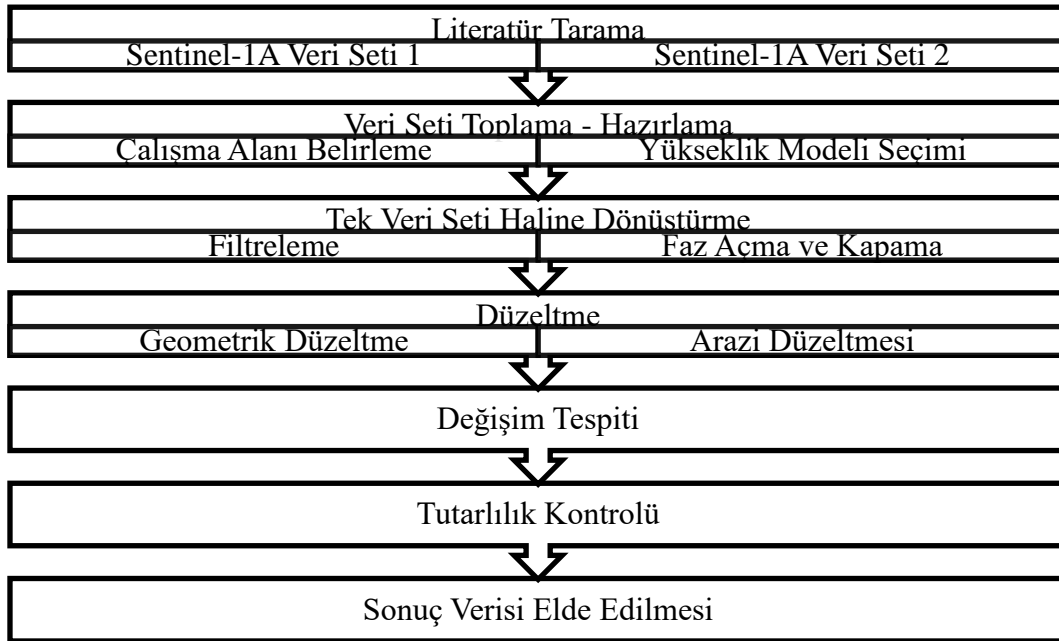 Literatür Tarama
Sentinel-1A Veri Seti 1 Sentinel-1A Veri Seti 2
Veri Seti Toplama - Hazırlama
Çalışma Alanı Belirleme Yükseklik Modeli Seçimi
Tek Veri Seti Haline Dönüştürme
Filtreleme Faz Açma ve Kapama
Düzeltme
Geometrik Düzeltme Arazi Düzeltmesi
Değişim Tespiti
Tutarlılık Kontrolü
Sonuç Verisi Elde Edilmesi